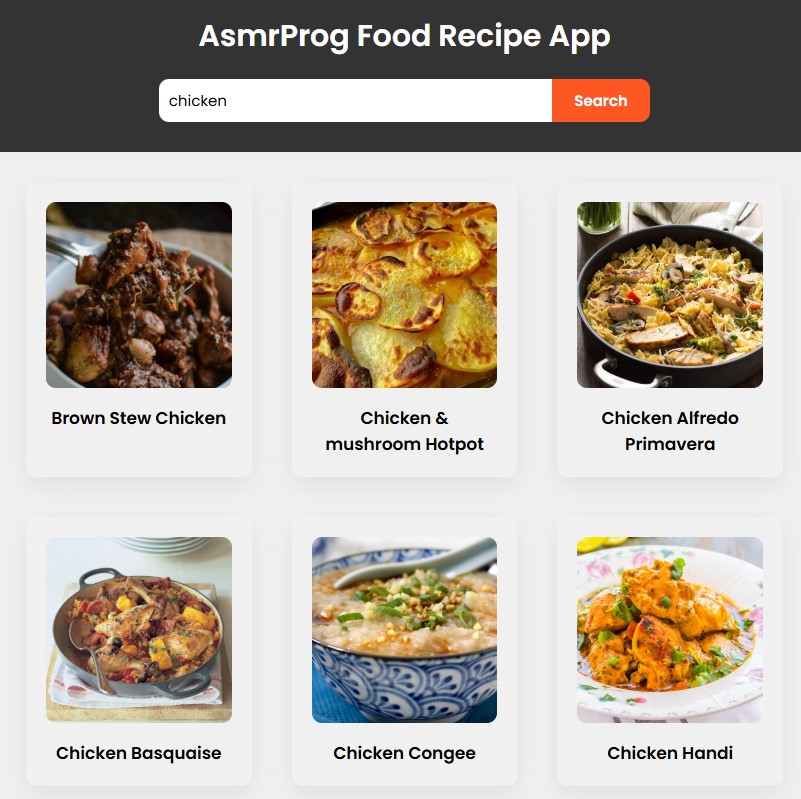 AsmrProg Food Recipe App
chicken
Search
Brown Stew Chicken
Chicken &
mushroom Hotpot
Chicken Alfredo
Primavera
Chicken Basquaise
Chicken Congee
Chicken Handi